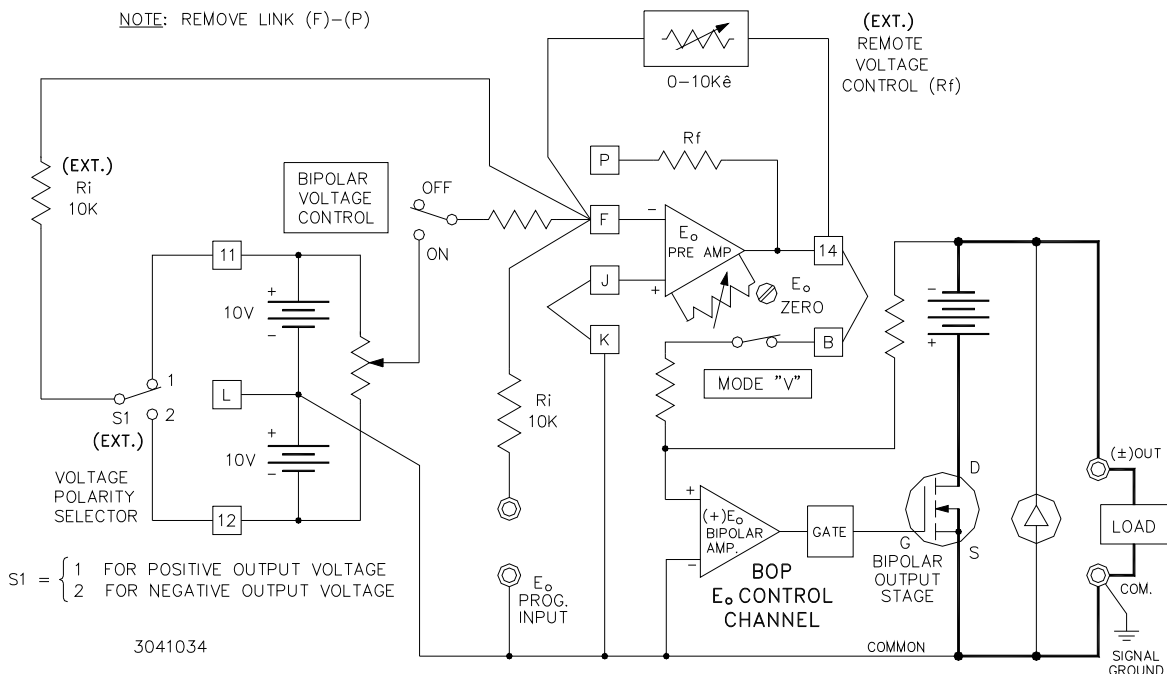 NOTE: REMOVE LINK (F)-(P)
(EXT.)
REMOTE
VOLTAGE
CONTROL (Rf)
0-10Kê
(EXT.)
Ri
10K
BIPOLAR
VOLTAGE
CONTROL
OFF
ON
P
Rf
F
-
Eo
PRE AMP
+
J
K
14
Eo
ZERO
B
MODE "V"
11
+
10V
-
L
+
10V
-
12
1
2
S1
(EXT.)
VOLTAGE
POLARITY
SELECTOR
Ri
10K
-
+
D
G
S
(±)OUT
LOAD
COM.
+
(+)Eo
BIPOLAR
AMP.
-
GATE
BIPOLAR
OUTPUT
STAGE
BOP
Eo CONTROL
CHANNEL
Eo
PROG.
INPUT
S1 = { 1 FOR POSITIVE OUTPUT VOLTAGE
2 FOR NEGATIVE OUTPUT VOLTAGE
3041034
COMMON
SIGNAL
GROUND